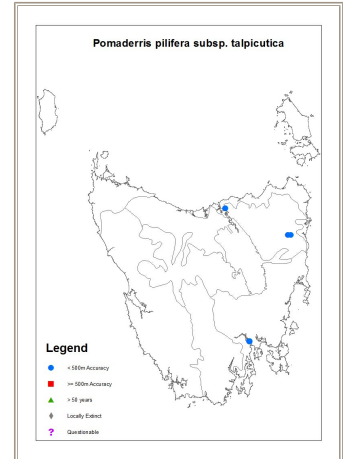 Pomaderris pilifera subsp. talpicutica
Legend
< 500m Accuracy
>= 500m Accuracy
> 50 years
Locally Extinct
? Questionable